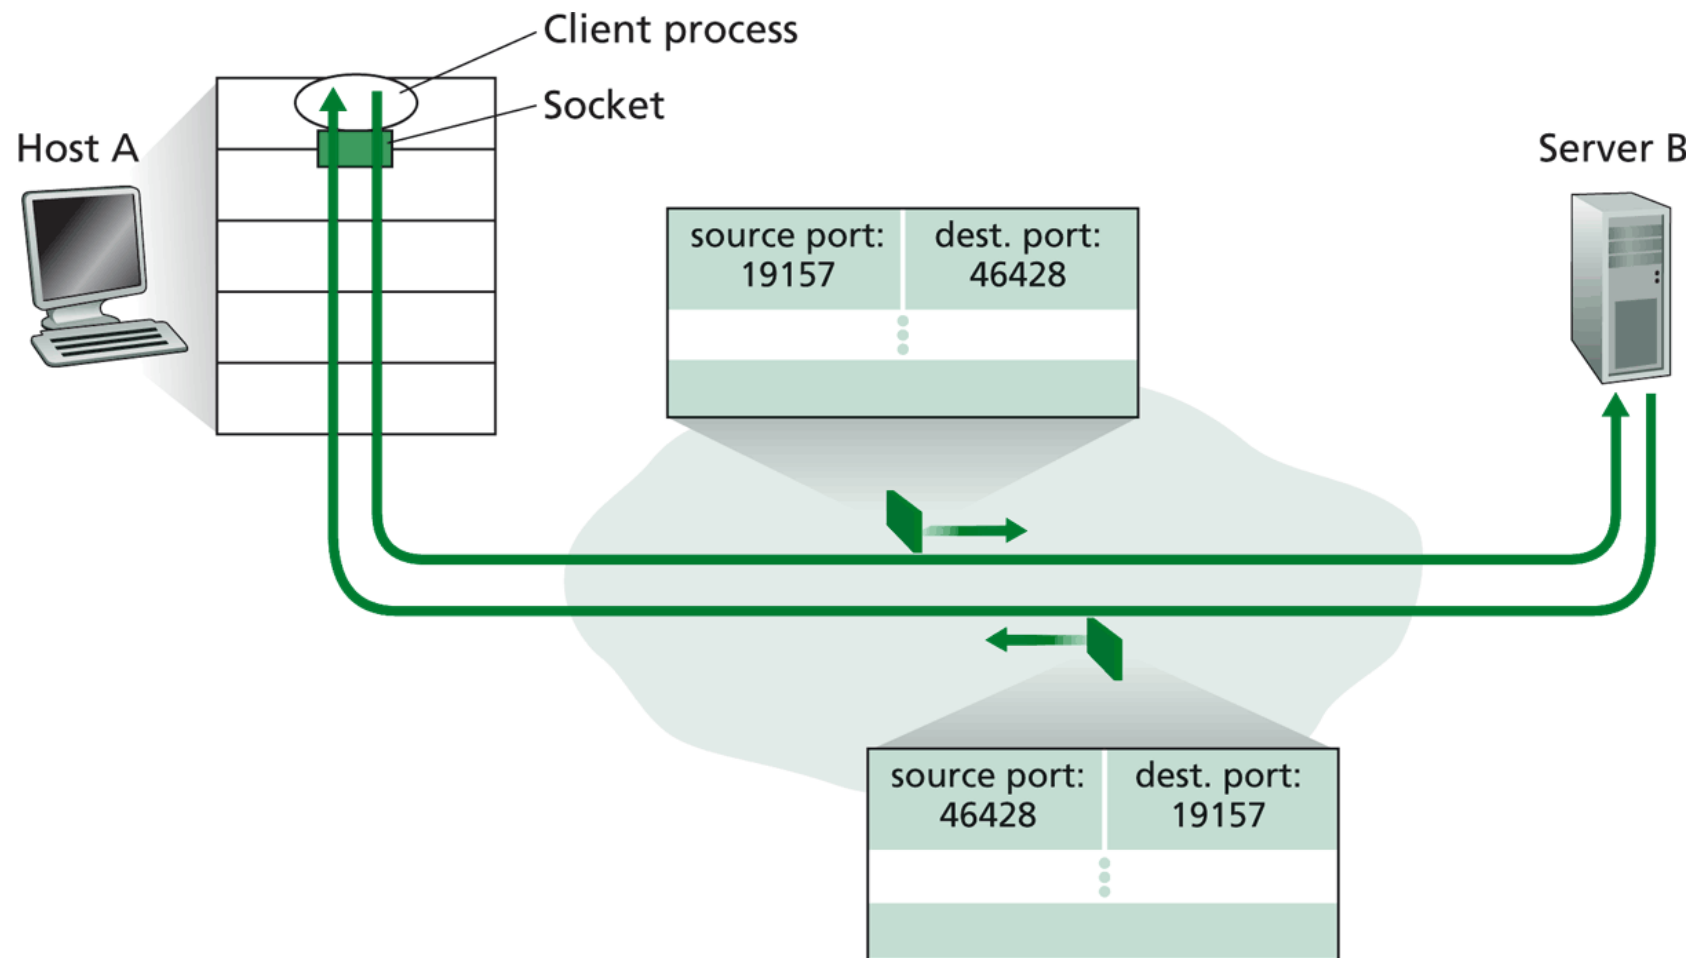 Client process
Socket
Host A
Server B
source port:
19157
dest. port:
46428
source port:
46428
dest. port:
19157